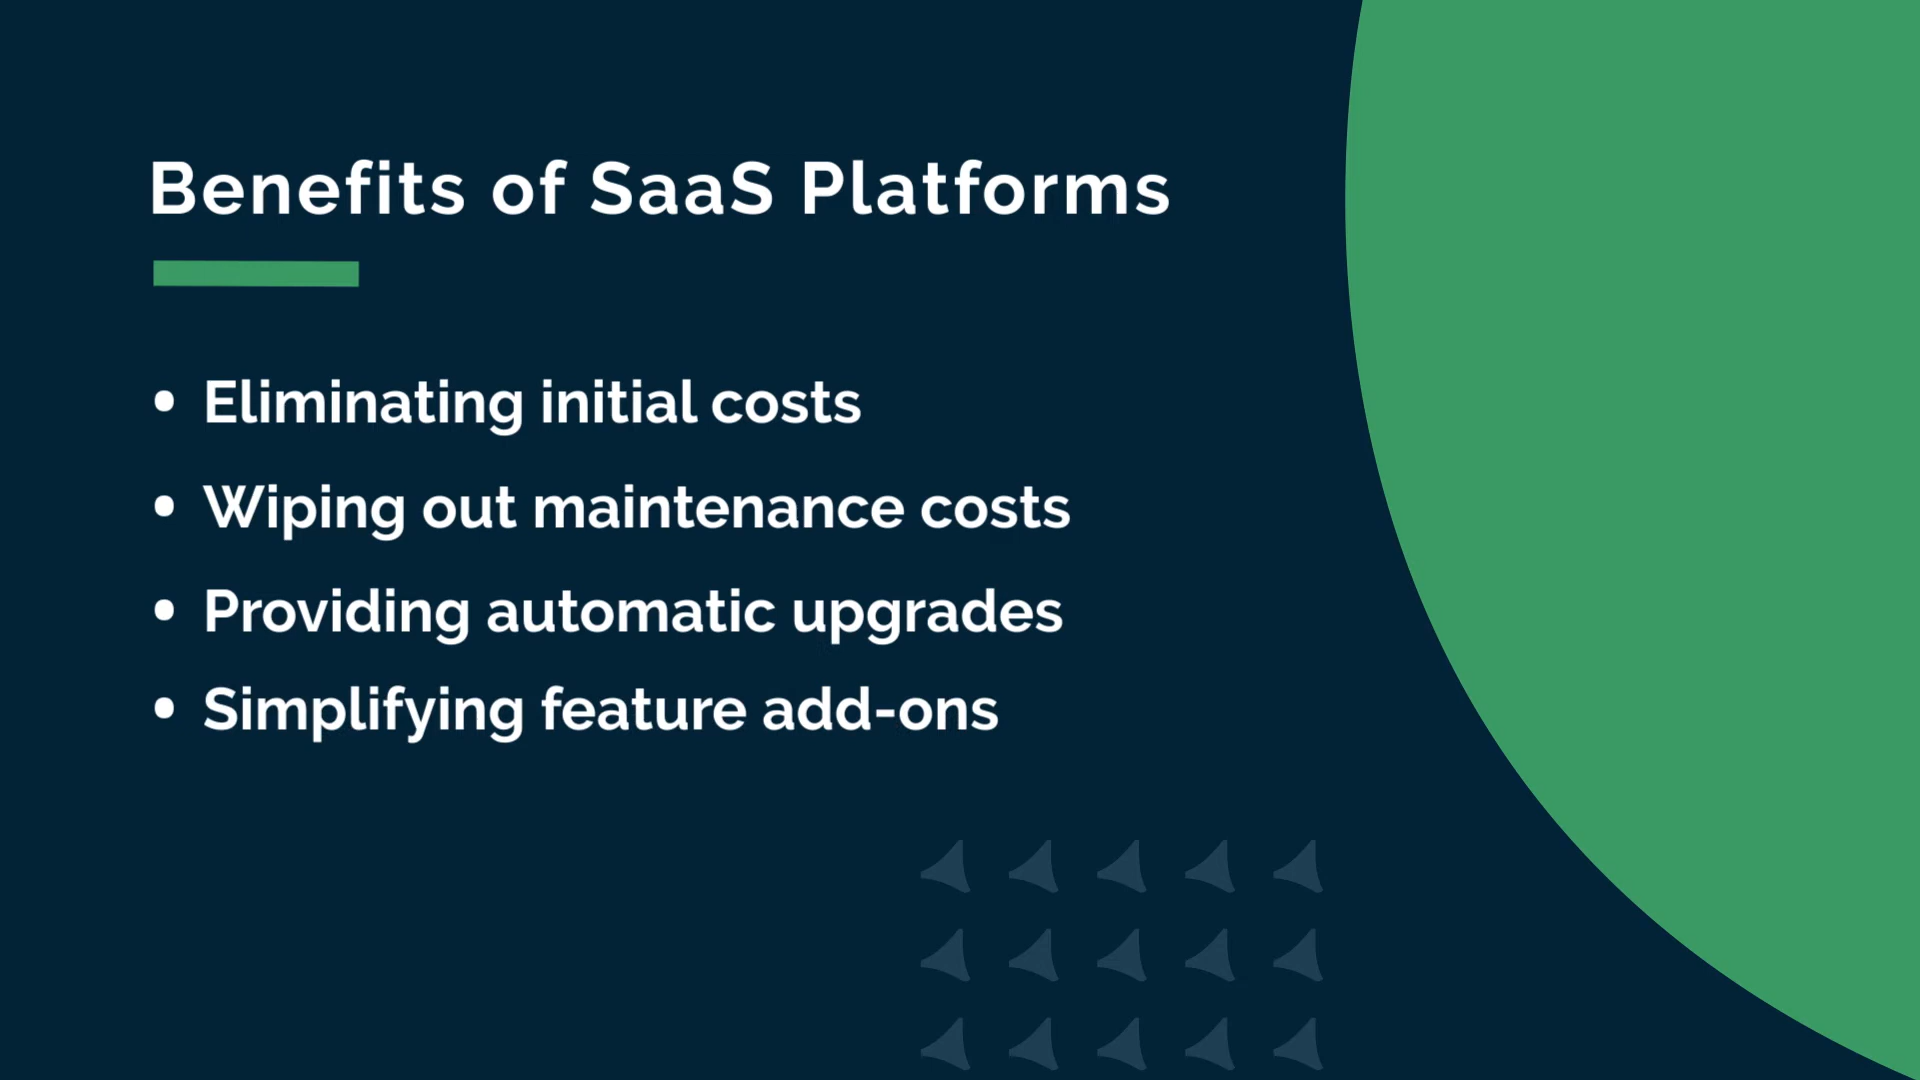 Benefits of SaaS Platforms
• Eliminating initial costs
• Wiping out maintenance costs
• Providing automatic upgrades
• Simplifying feature add-ons